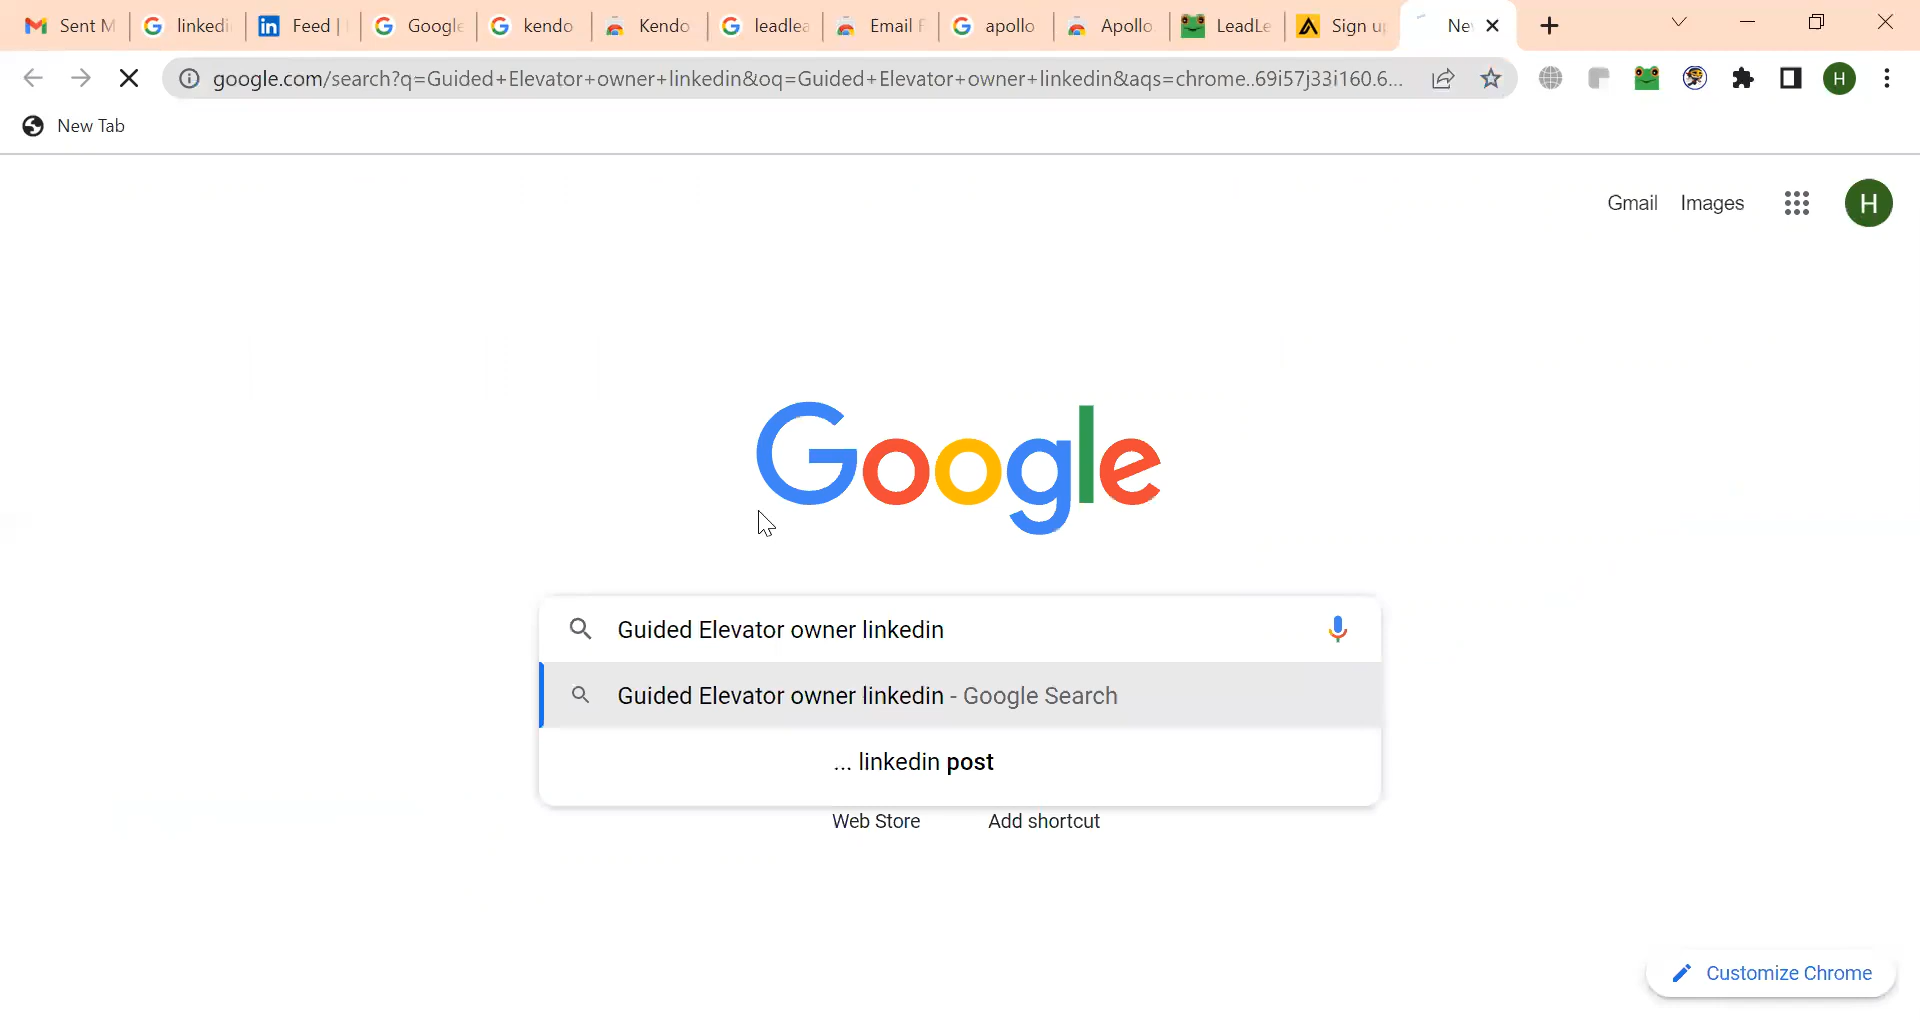 Sent M
linkedi
Feed |
Google
kendo
Kendo
leadlea
Email F
apollo
Apollo
LeadLe
Sign up
Ne
google.com/search?q=Guided+Elevator+owner+linkedin&oq=Guided+Elevator+owner+linkedin&aqs=chrome..69i57j33i160.6...
H
New Tab
Gmail
Images
H
Google
Guided Elevator owner linkedin
Guided Elevator owner linkedin - Google Search
... linkedin post
Web Store
Add shortcut
Customize Chrome